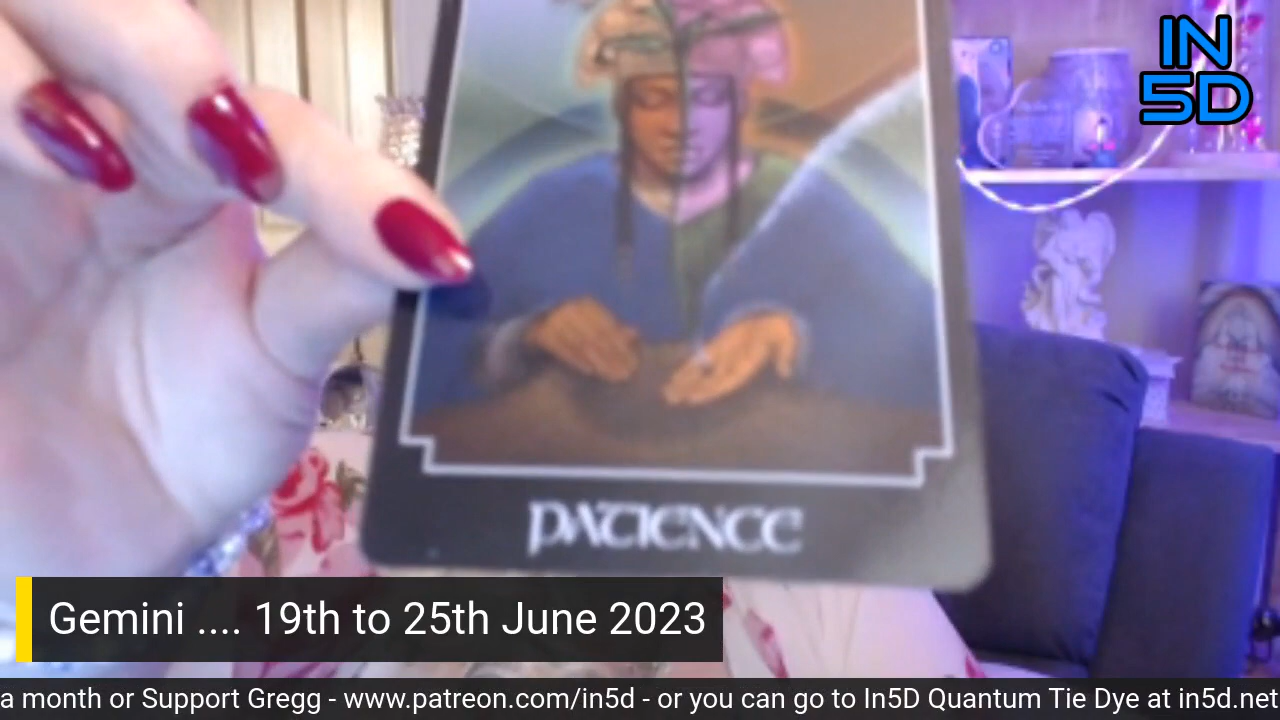 IN
5D
PATIENCE
Gemini .... 19th to 25th June 2023
a month or Support Gregg - www.patreon.com/in5d - or you can go to In5D Quantum Tie Dye at in5d.net